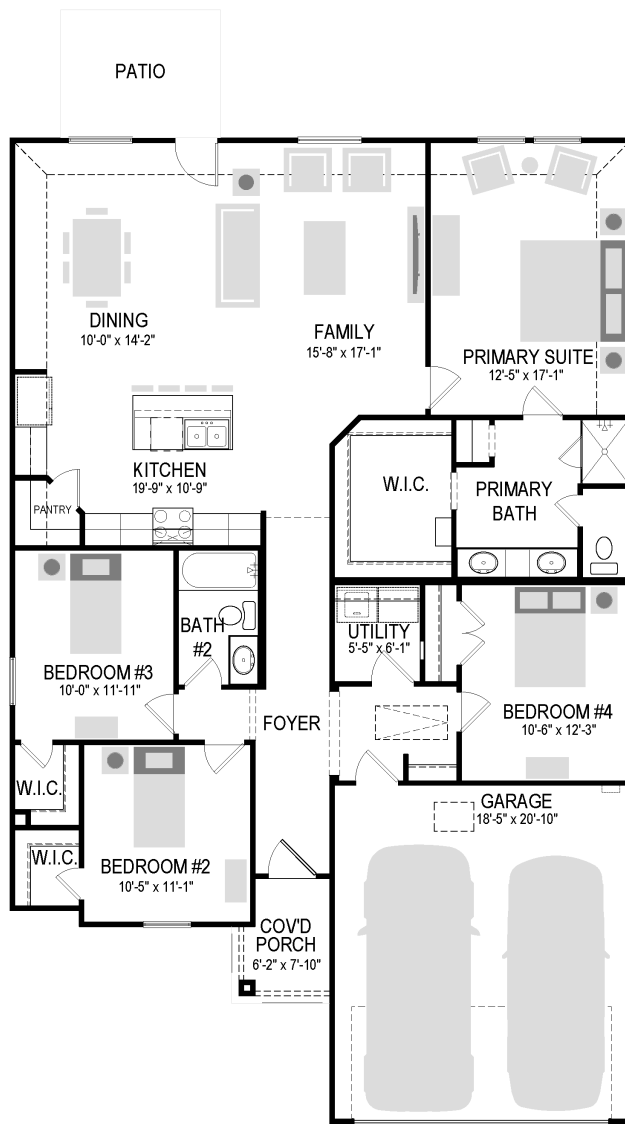 PATIO
DINING
10'-0" x 14'-2"
FAMILY
15'-8" x 17'-1"
PRIMARY SUITE
12'-5" x 17'-1"
KITCHEN
19'-9" x 10'-9"
PANTRY
W.I.C.
PRIMARY
BATH
BATH
#2
UTILITY
5'-5" x 6'-1"
BEDROOM #3
10'-0" x 11'-11"
FOYER
BEDROOM #4
10'-6" x 12'-3"
W.I.C.
GARAGE
18'-5" x 20'-10"
W.I.C.
BEDROOM #2
10'-5" x 11'-1"
COV'D
PORCH
6'-2" x 7'-10"